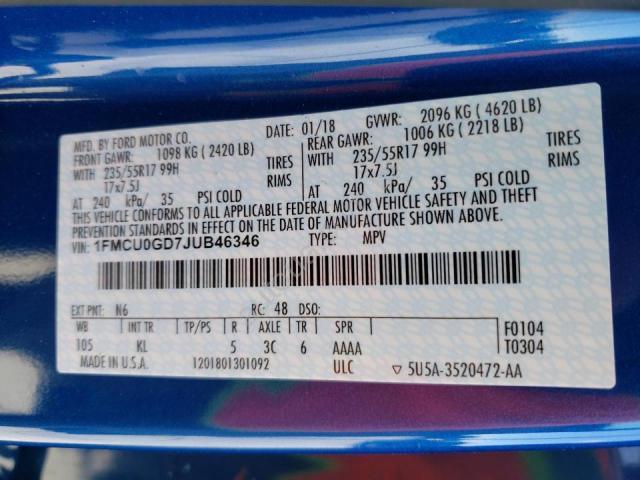 MFD. BY FORD MOTOR CO. DATE: 01/18 GVWR: 2096 KG ( 4620 LB)
FRONT GAWR: 1098 KG ( 2420 LB) REAR GAWR: 1006 KG ( 2218 LB)
WITH 235/55R17 99H TIRES WITH 235/55R17 99H TIRES
17x7.5J RIMS 17x7.5J RIMS
AT 240 kPa/ 35 PSI COLD AT 240 kPa/ 35 PSI COLD
THIS VEHICLE CONFORMS TO ALL APPLICABLE FEDERAL MOTOR VEHICLE SAFETY AND THEFT
PREVENTION STANDARDS IN EFFECT ON THE DATE OF MANUFACTURE SHOWN ABOVE.
VIN: 1FMCU0GD7JUB46346 TYPE: MPV
EXT PNT: N6 RC: 48 DSO:
WB INT TR TP/PS R AXLE TR SPR F0104
105 KL 5 3C 6 AAAA T0304
MADE IN U.S.A. 1201801301092 ULC ▽ 5U5A-3520472-AA